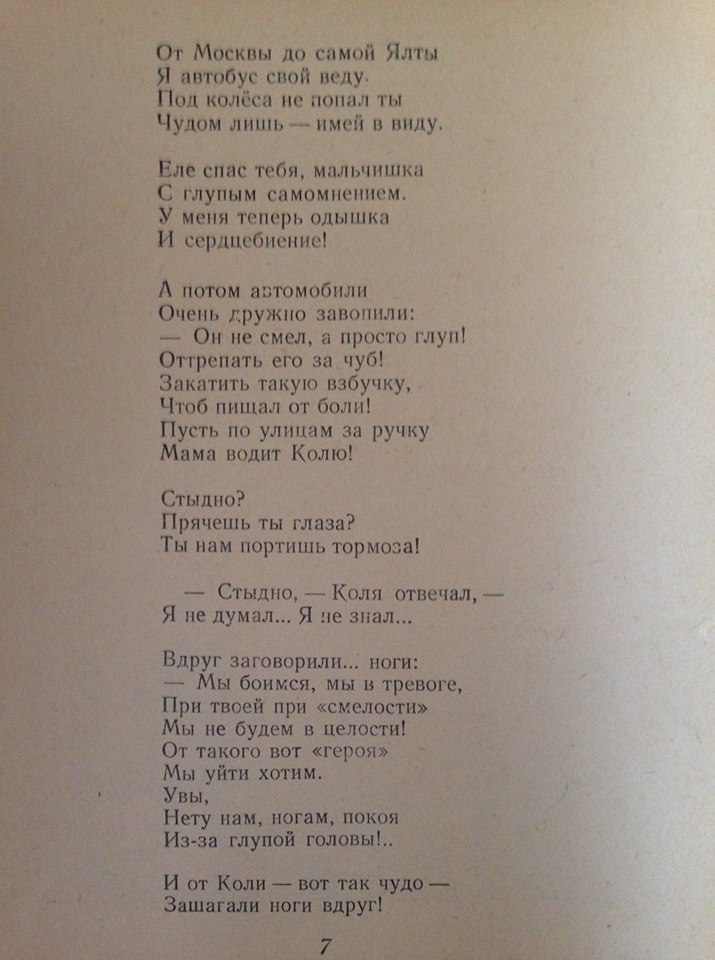 От Москвы до самой Ялты
Я автобус свой веду.
Под колёса не попал ты
Чудом лишь — имей в виду.
Еле спас тебя, мальчишка
С глупым самомнением.
У меня теперь одышка
И сердцебиение!
А потом автомобили
Очень дружно завопили:
— Он не смел, а просто глуп!
Оттрепать его за чуб!
Закатить такую взбучку,
Чтоб пищал от боли!
Пусть по улицам за ручку
Мама водит Колю!
Стыдно?
Прячешь ты глаза?
Ты нам портишь тормоза!
— Стыдно, — Коля отвечал, —
Я не думал... Я не знал...
Вдруг заговорили... ноги:
— Мы боимся, мы в тревоге,
При твоей при «смелости»
Мы не будем в целости!
От такого вот «героя»
Мы уйти хотим.
Увы,
Нету нам, ногам, покоя
Из-за глупой головы!..
И от Коли — вот так чудо —
Зашагали ноги вдруг!
7